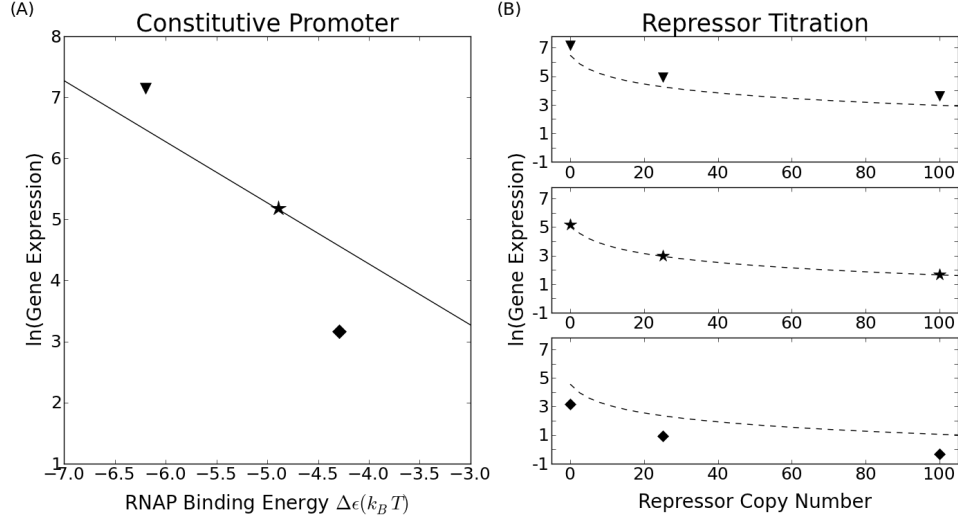 (A)
Constitutive Promoter
8
7
6
5
4
3
2
1
−7.0 −6.5 −6.0 −5.5 −5.0 −4.5 −4.0 −3.5 −3.0
ln(Gene Expression)
RNAP Binding Energy Δϵ(k_B T)
(B)
Repressor Titration
7
5
3
1
-1
0 20 40 60 80 100
7
5
3
1
-1
0 20 40 60 80 100
7
5
3
1
-1
0 20 40 60 80 100
ln(Gene Expression)
Repressor Copy Number